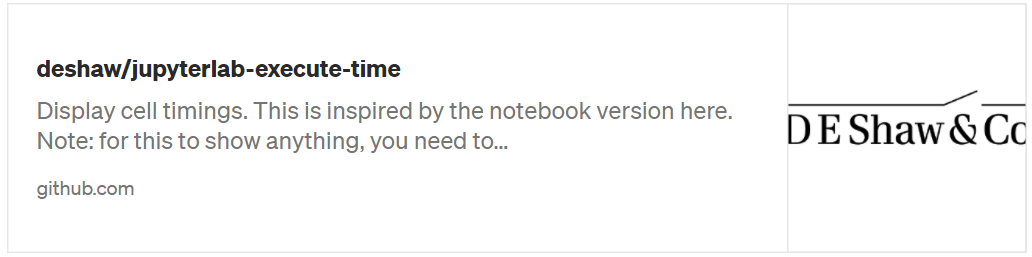 deshaw/jupyterlab-execute-time
Display cell timings. This is inspired by the notebook version here.
Note: for this to show anything, you need to...
github.com
D E Shaw & Co